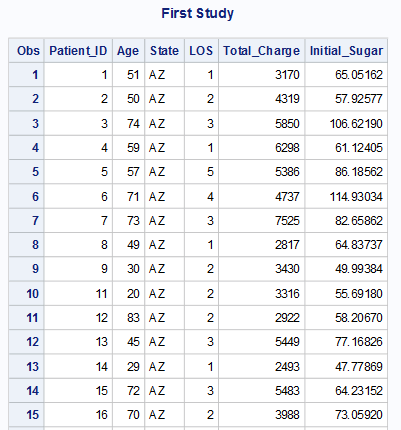 First Study
Obs Patient_ID Age State LOS Total_Charge Initial_Sugar
1 1 51 AZ 1 3170 65.05162
2 2 50 AZ 2 4319 57.92577
3 3 74 AZ 3 5850 106.62190
4 4 59 AZ 1 6298 61.12405
5 5 57 AZ 5 5386 86.18562
6 6 71 AZ 4 4737 114.93034
7 7 73 AZ 3 7525 82.65862
8 8 49 AZ 1 2817 64.83737
9 9 30 AZ 2 3430 49.99384
10 11 20 AZ 2 3316 55.69180
11 12 83 AZ 2 2922 58.20670
12 13 45 AZ 3 5449 77.16826
13 14 29 AZ 1 2493 47.77869
14 15 72 AZ 3 5483 64.23152
15 16 70 AZ 2 3988 73.05920